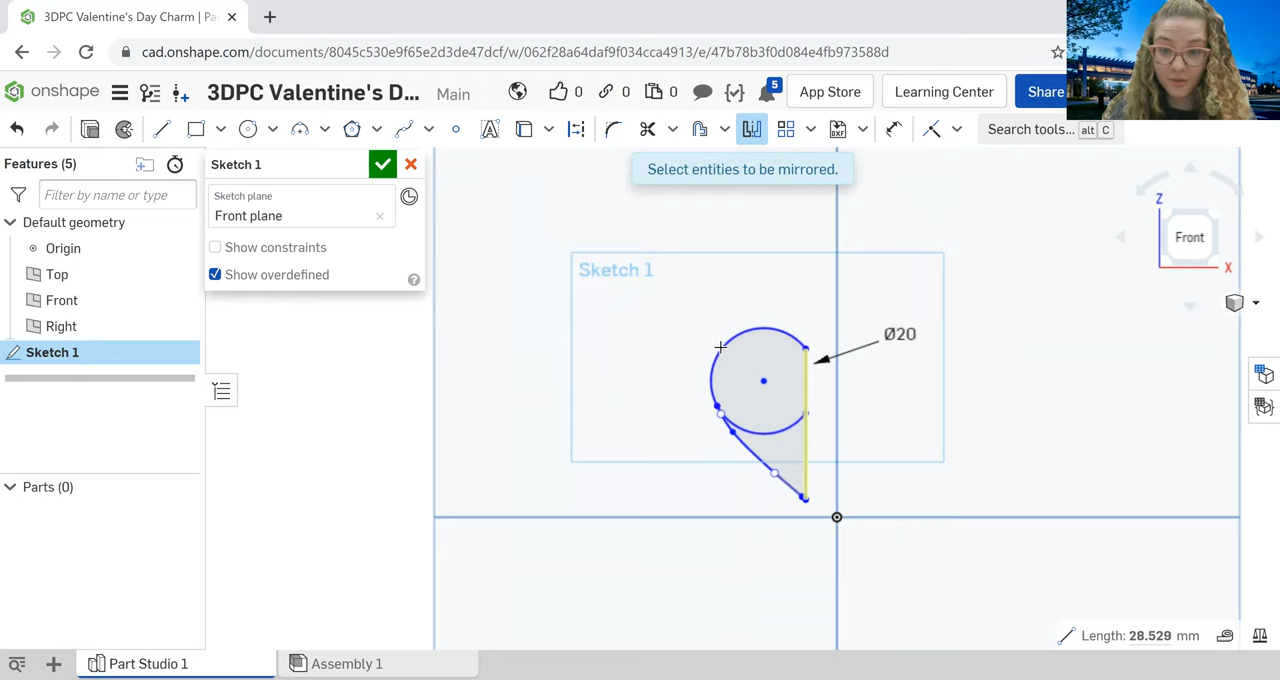 3DPC Valentine's Day Charm | Pa
cad.onshape.com/documents/8045c530e9f65e2d3de47dcf/w/062f28a64daf9f034cca4913/e/47b78b3f0d084e4fb973588d
onshape
3DPC Valentine's D...
Main
0
0
0
5
App Store
Learning Center
Share
Search tools...
alt
C
Features (5)
Filter by name or type
Default geometry
Origin
Top
Front
Right
Sketch 1
Parts (0)
Sketch 1
Sketch plane
Front plane
Show constraints
Show overdefined
Select entities to be mirrored.
Sketch 1
Ø20
Z
Front
X
Length: 28.529 mm
Part Studio 1
Assembly 1